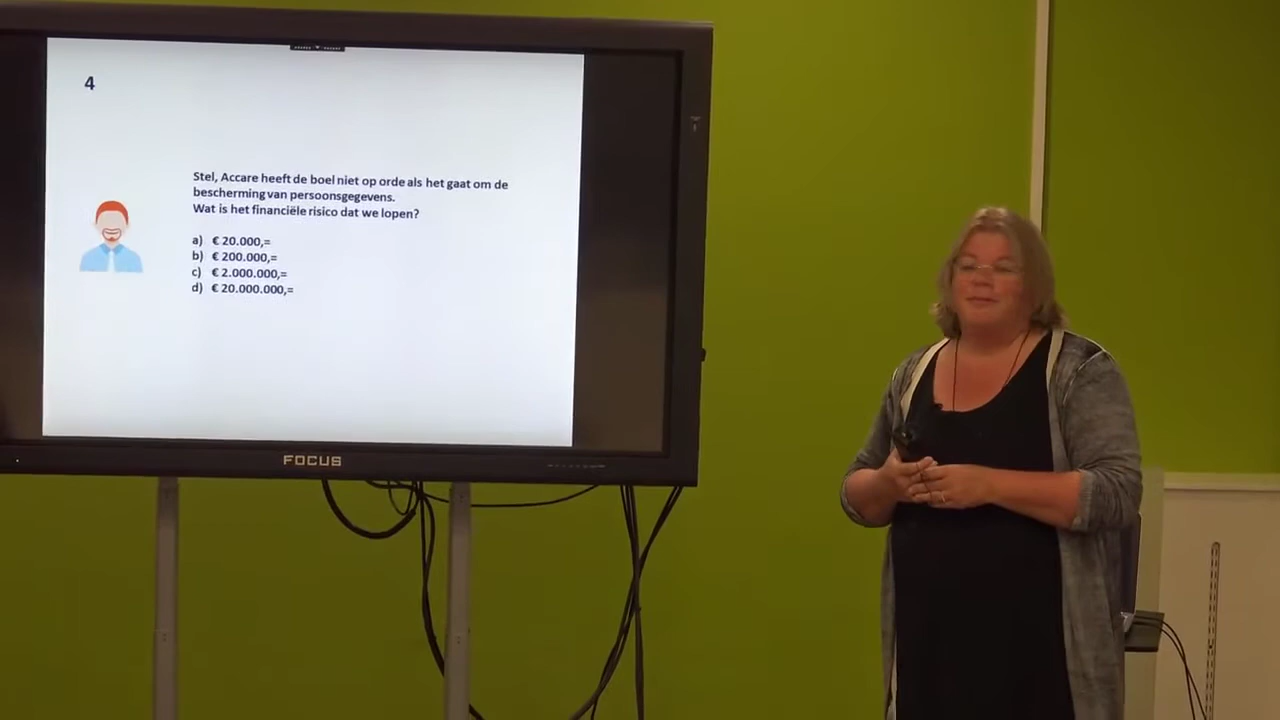 4
Stel, Accare heeft de boel niet op orde als het gaat om de
bescherming van persoonsgegevens.
Wat is het financiële risico dat we lopen?
a) € 20.000,=
b) € 200.000,=
c) € 2.000.000,=
d) € 20.000.000,=
FOCUS